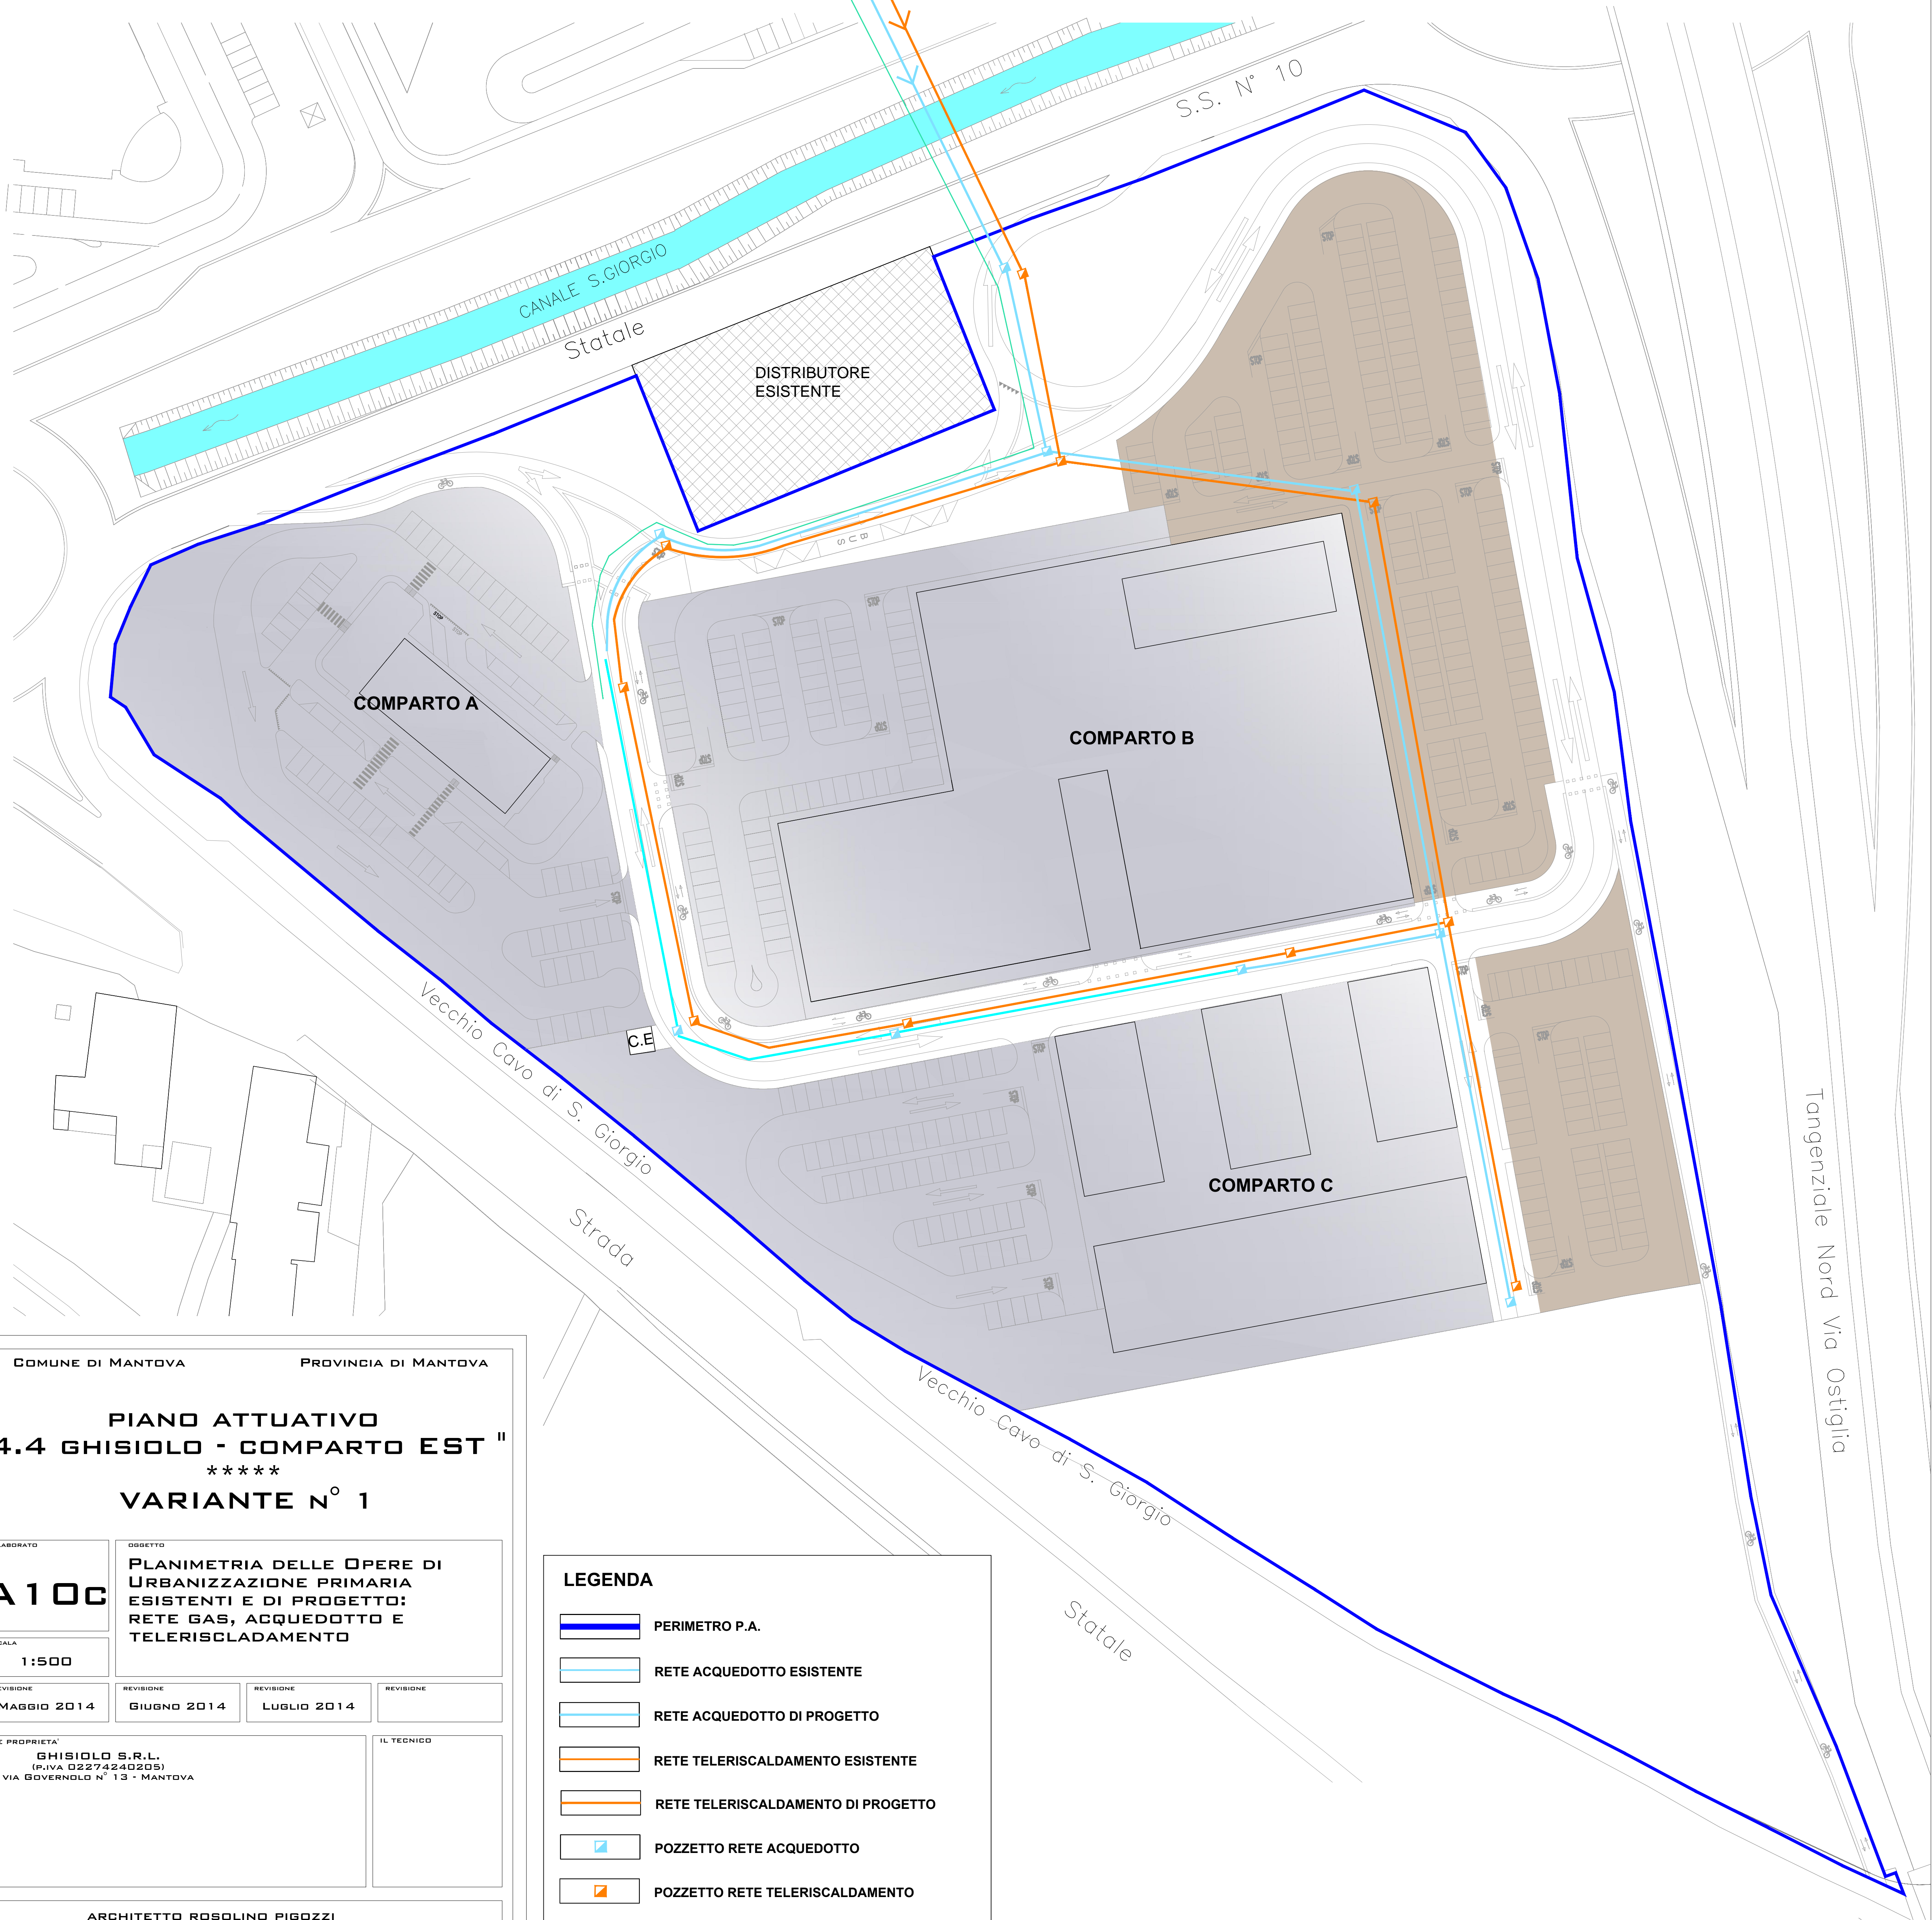 S.S. N° 10
CANALE S.GIORGIO
Statale
DISTRIBUTORE
ESISTENTE
BUS
STOP
COMPARTO A
COMPARTO B
C.E
COMPARTO C
Vecchio Cavo di S. Giorgio
Strada
Vecchio Cavo di S. Giorgio
Statale
Tangenziale Nord Via Ostiglia
COMUNE DI MANTOVA PROVINCIA DI MANTOVA
PIANO ATTUATIVO
4.4 GHISIOLO - COMPARTO EST "
*****
VARIANTE N° 1
LABORATO
A10c
OGGETTO
PLANIMETRIA DELLE OPERE DI
URBANIZZAZIONE PRIMARIA
ESISTENTI E DI PROGETTO:
RETE GAS, ACQUEDOTTO E
TELERISCLADAMENTO
CALA
1:500
EVISIONE
MAGGIO 2014
REVISIONE
GIUGNO 2014
REVISIONE
LUGLIO 2014
REVISIONE
E PROPRIETA'
GHISIOLO S.R.L.
(P.IVA 02274240205)
VIA GOVERNOLO N° 13 - MANTOVA
IL TECNICO
ARCHITETTO ROSOLINO PIGOZZI
LEGENDA
PERIMETRO P.A.
RETE ACQUEDOTTO ESISTENTE
RETE ACQUEDOTTO DI PROGETTO
RETE TELERISCALDAMENTO ESISTENTE
RETE TELERISCALDAMENTO DI PROGETTO
POZZETTO RETE ACQUEDOTTO
POZZETTO RETE TELERISCALDAMENTO